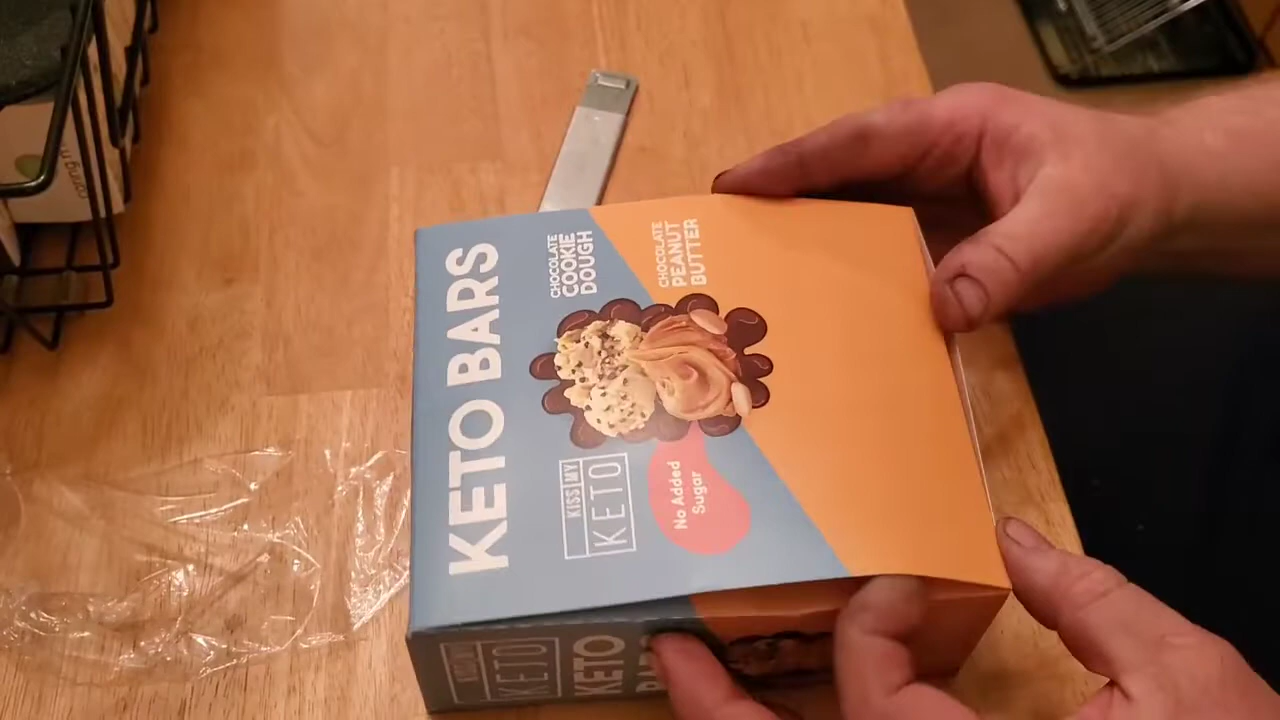 KETO BARS
CHOCOLATE
COOKIE
DOUGH
CHOCOLATE
PEANUT
BUTTER
KISS MY
KETO
No Added
Sugar
KETO
KETO